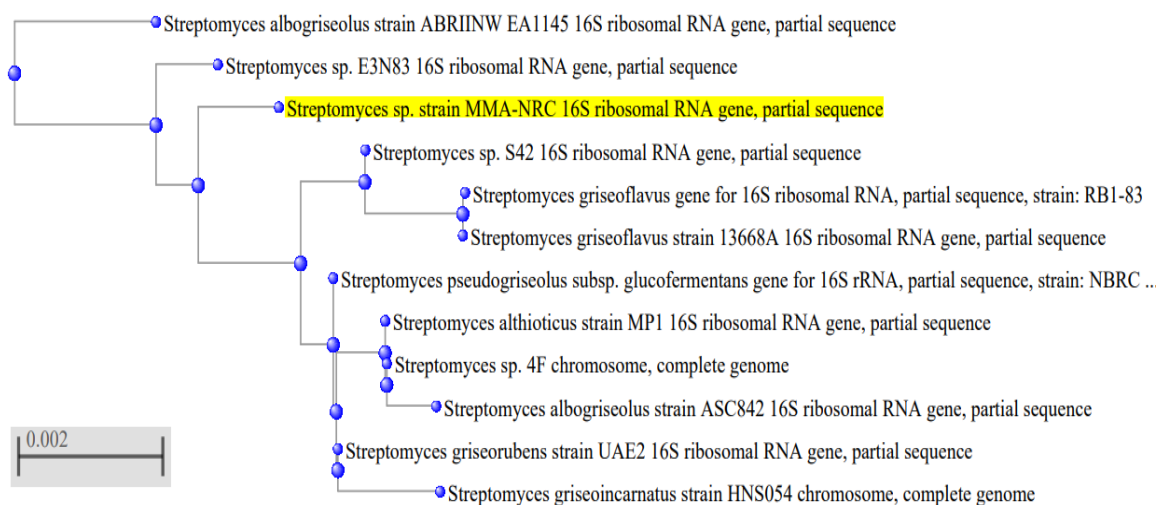 Streptomyces albogriseolus strain ABRIINW EA1145 16S ribosomal RNA gene, partial sequence
Streptomyces sp. E3N83 16S ribosomal RNA gene, partial sequence
Streptomyces sp. strain MMA-NRC 16S ribosomal RNA gene, partial sequence
Streptomyces sp. S42 16S ribosomal RNA gene, partial sequence
Streptomyces griseoflavus gene for 16S ribosomal RNA, partial sequence, strain: RB1-83
Streptomyces griseoflavus strain 13668A 16S ribosomal RNA gene, partial sequence
Streptomyces pseudogriseolus subsp. glucofermentans gene for 16S rRNA, partial sequence, strain: NBRC ...
Streptomyces althioticus strain MP1 16S ribosomal RNA gene, partial sequence
Streptomyces sp. 4F chromosome, complete genome
Streptomyces albogriseolus strain ASC842 16S ribosomal RNA gene, partial sequence
0.002
Streptomyces griseorubens strain UAE2 16S ribosomal RNA gene, partial sequence
Streptomyces griseoincarnatus strain HNS054 chromosome, complete genome